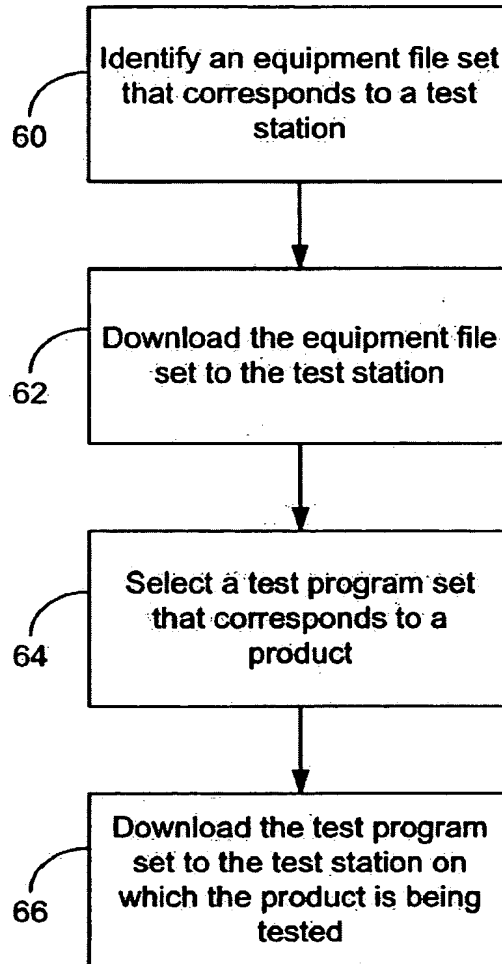 Identify an equipment file set
that corresponds to a test
station
60
Download the equipment file
set to the test station
62
Select a test program set
that corresponds to a
product
64
Download the test program
set to the test station on
which the product is being
tested
66